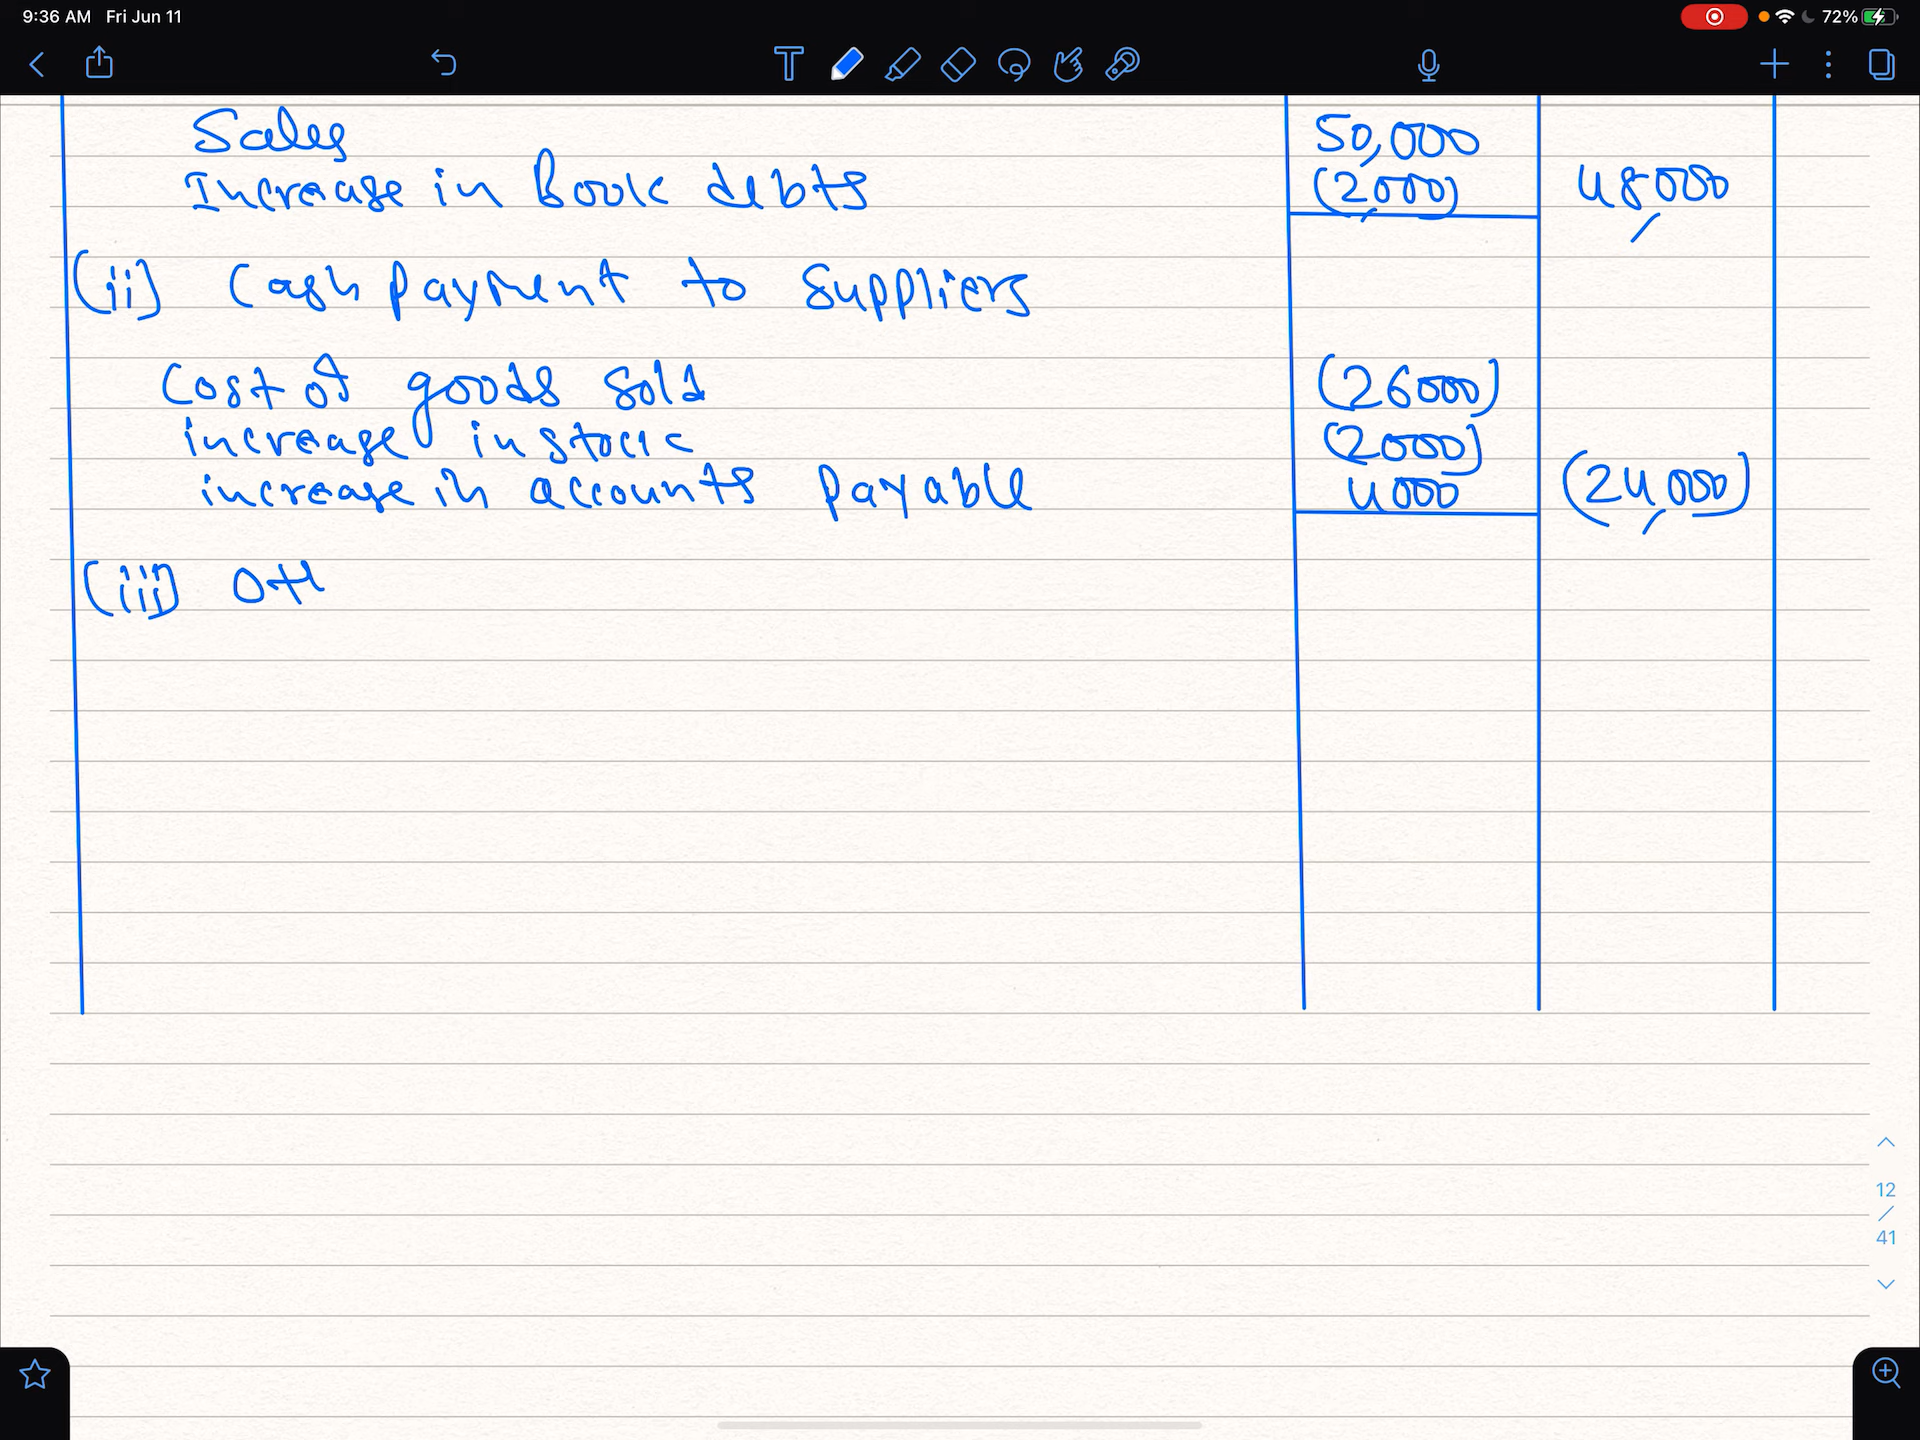 9:36 AM Fri Jun 11 72%
Sales 50,000
Increase in Book debts (2,000) 48,000
(ii) Cash payment to Suppliers
Cost of goods sold (26000)
increase in stock (2000)
increase in accounts payable 4000 (24,000)
(iii) Oth
12
/
41